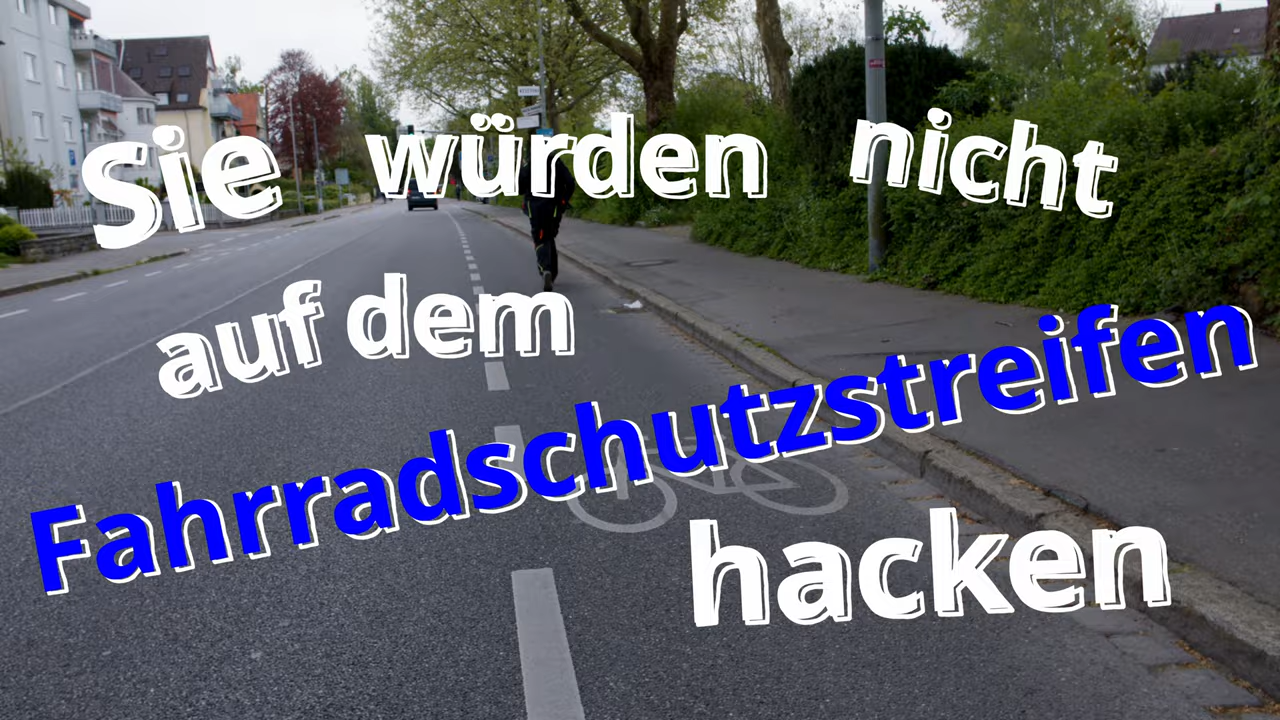 Sie würden nicht
auf dem
Fahrradschutzstreifen
hacken